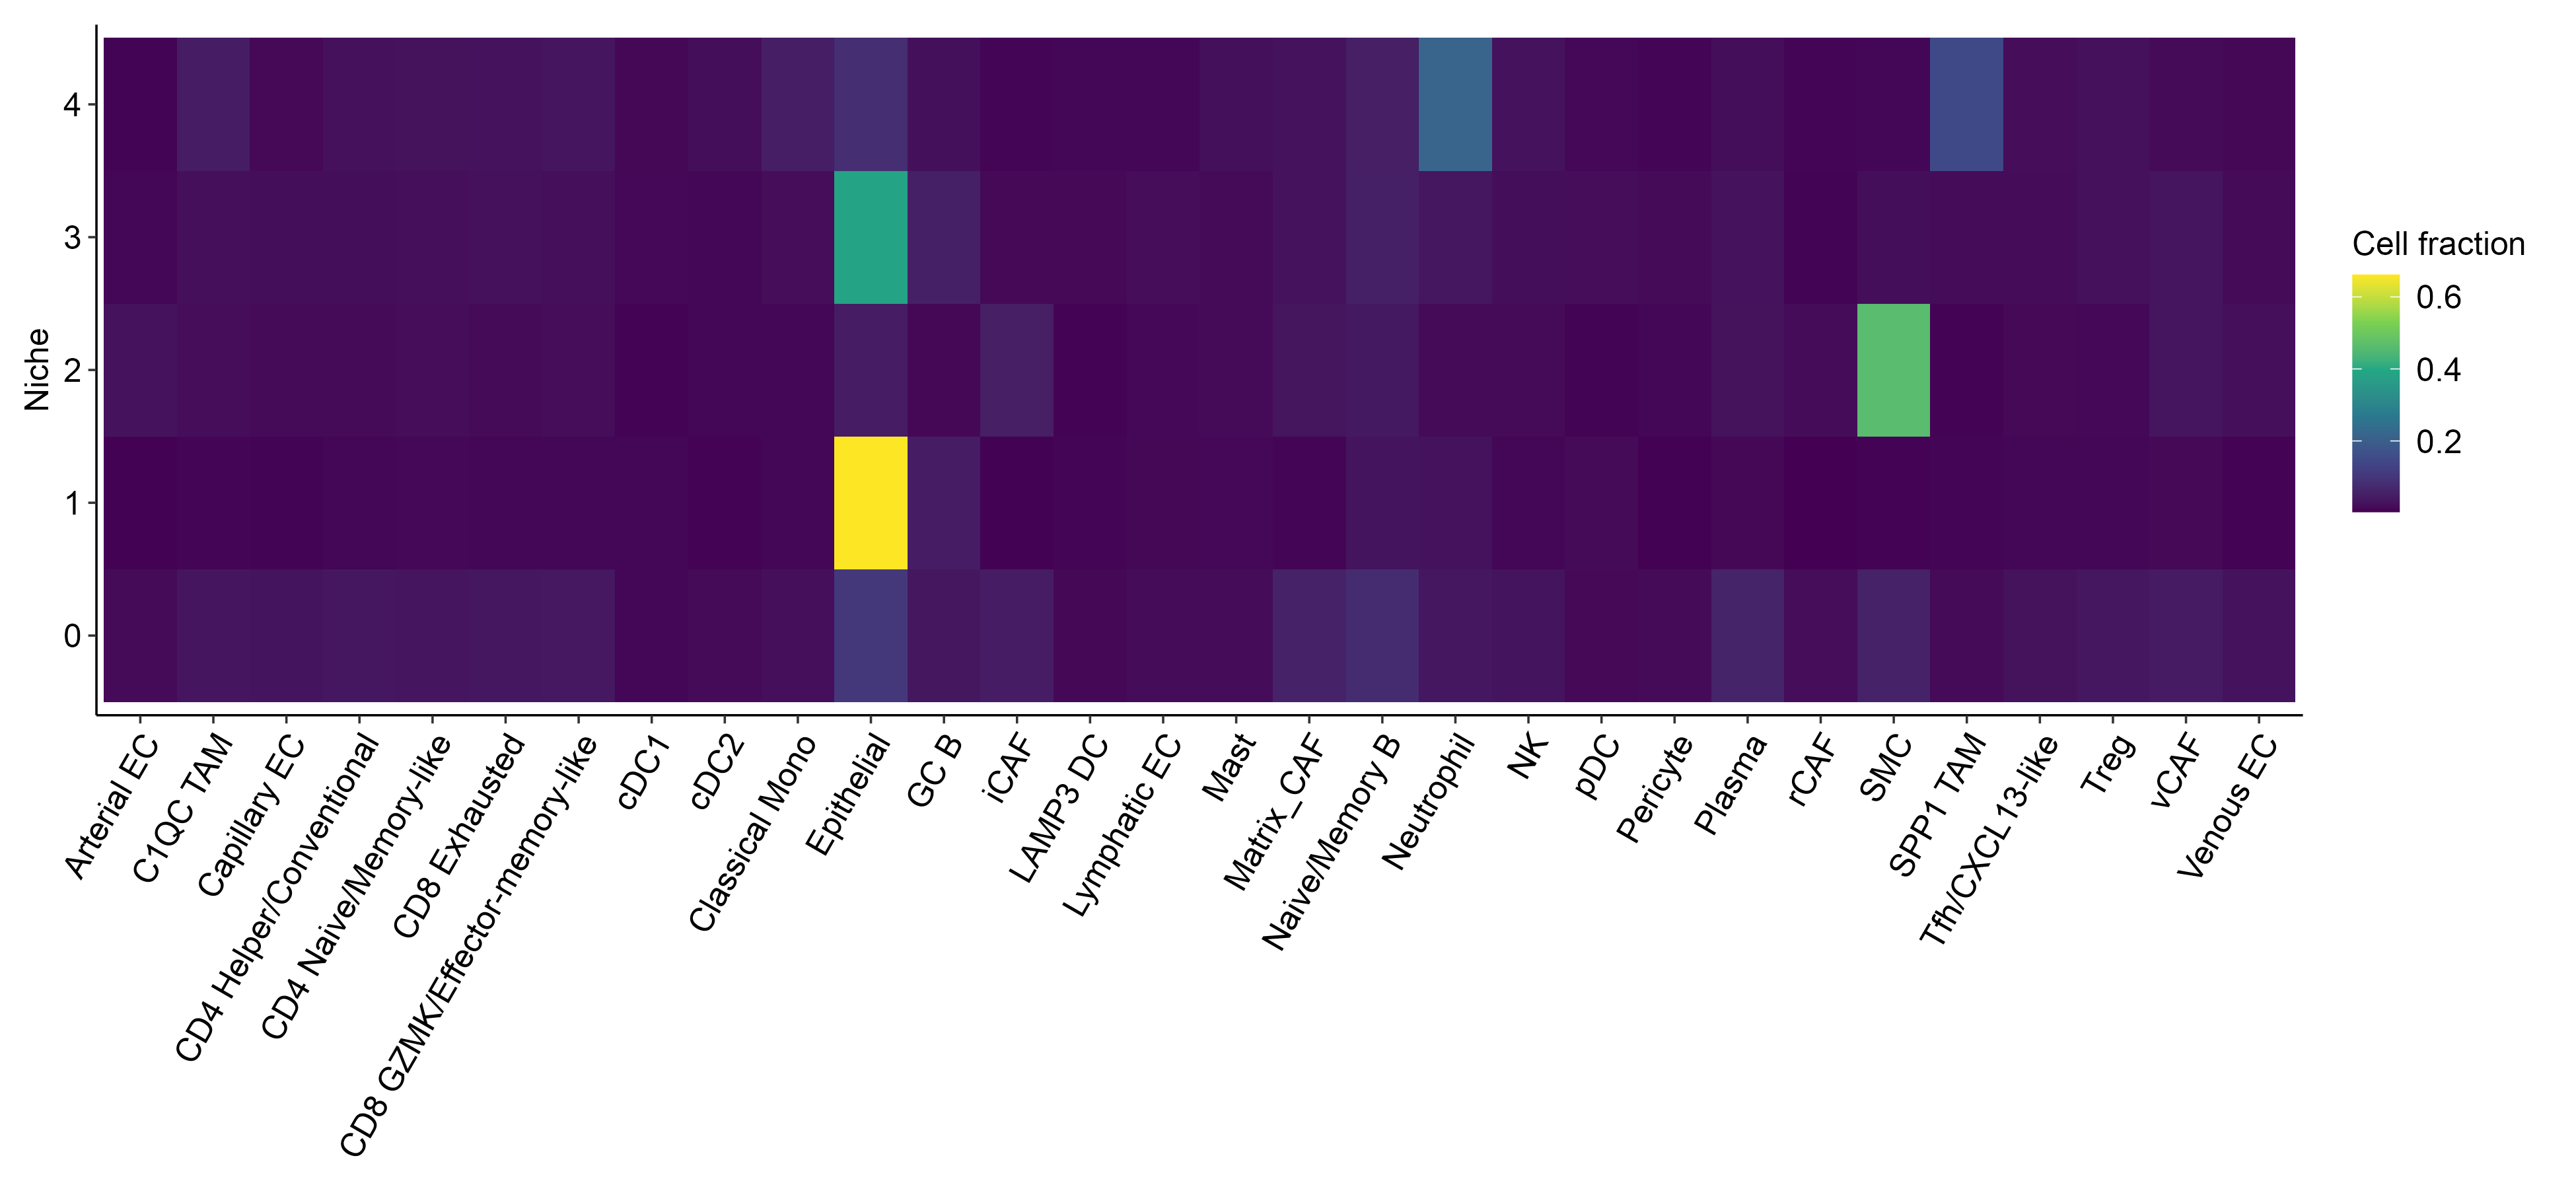 Niche
4
3
2
1
0
Arterial EC
C1QC TAM
Capillary EC
CD4 Helper/Conventional
CD4 Naive/Memory-like
CD8 Exhausted
CD8 GZMK/Effector-memory-like
cDC1
cDC2
Classical Mono
Epithelial
GC B
iCAF
LAMP3 DC
Lymphatic EC
Mast
Matrix_CAF
Naive/Memory B
Neutrophil
NK
pDC
Pericyte
Plasma
rCAF
SMC
SPP1 TAM
Tfh/CXCL13-like
Treg
vCAF
Venous EC
Cell fraction
0.6
0.4
0.2